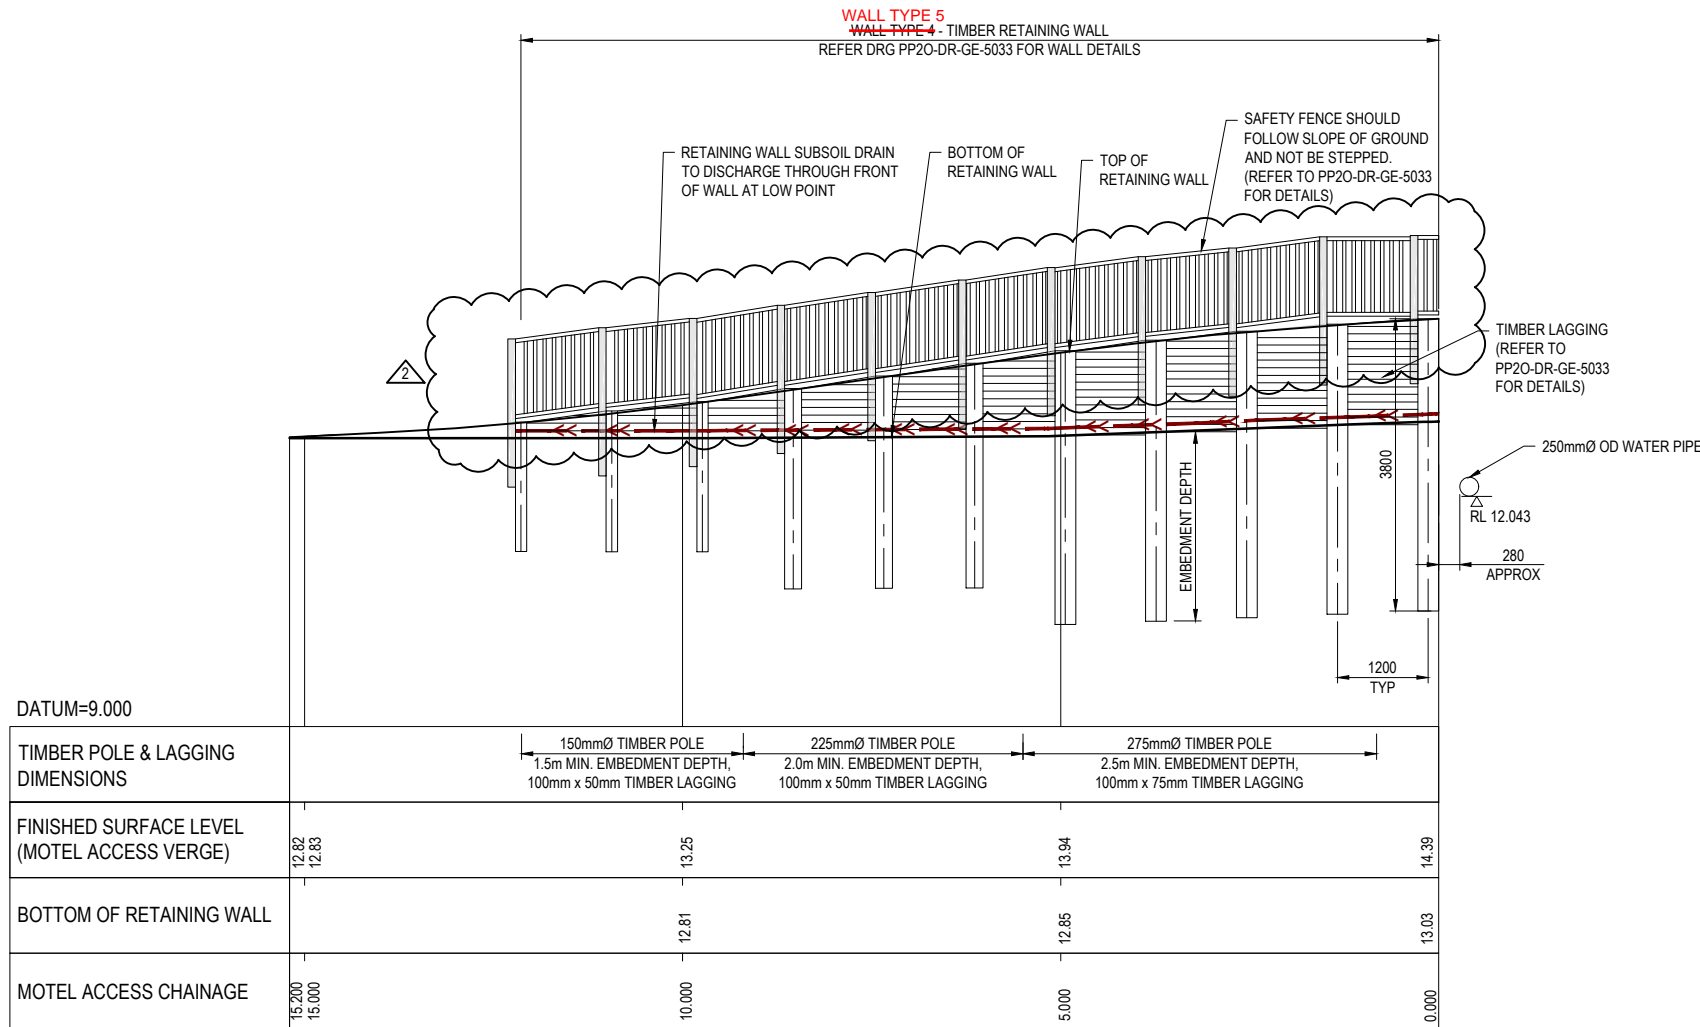 WALL TYPE 5
WALL TYPE 4 - TIMBER RETAINING WALL
REFER DRG PP2O-DR-GE-5033 FOR WALL DETAILS
RETAINING WALL SUBSOIL DRAIN
TO DISCHARGE THROUGH FRONT
OF WALL AT LOW POINT
BOTTOM OF
RETAINING WALL
TOP OF
RETAINING WALL
SAFETY FENCE SHOULD
FOLLOW SLOPE OF GROUND
AND NOT BE STEPPED.
(REFER TO PP2O-DR-GE-5033
FOR DETAILS)
TIMBER LAGGING
(REFER TO
PP2O-DR-GE-5033
FOR DETAILS)
2
250mmØ OD WATER PIPE
RL 12.043
280
APPROX
3800
EMBEDMENT DEPTH
1200
TYP
DATUM=9.000
TIMBER POLE & LAGGING
DIMENSIONS
150mmØ TIMBER POLE
1.5m MIN. EMBEDMENT DEPTH,
100mm x 50mm TIMBER LAGGING
225mmØ TIMBER POLE
2.0m MIN. EMBEDMENT DEPTH,
100mm x 50mm TIMBER LAGGING
275mmØ TIMBER POLE
2.5m MIN. EMBEDMENT DEPTH,
100mm x 75mm TIMBER LAGGING
FINISHED SURFACE LEVEL
(MOTEL ACCESS VERGE)
12.82
12.83
13.25
13.94
14.39
BOTTOM OF RETAINING WALL
12.81
12.85
13.03
MOTEL ACCESS CHAINAGE
15.200
15.000
10.000
5.000
0.000